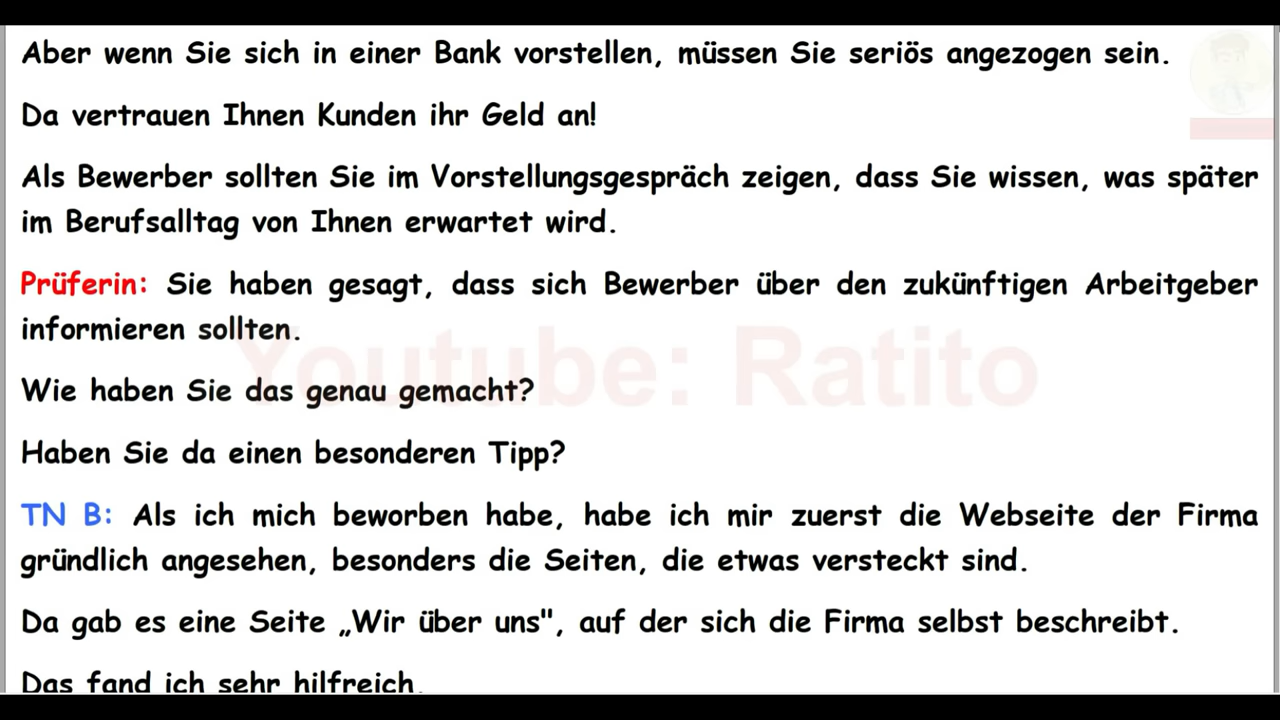 Aber wenn Sie sich in einer Bank vorstellen, müssen Sie seriös angezogen sein.
Da vertrauen Ihnen Kunden ihr Geld an!
Als Bewerber sollten Sie im Vorstellungsgespräch zeigen, dass Sie wissen, was später
im Berufsalltag von Ihnen erwartet wird.
Prüferin: Sie haben gesagt, dass sich Bewerber über den zukünftigen Arbeitgeber
informieren sollten.
Youtube: Ratito
Wie haben Sie das genau gemacht?
Haben Sie da einen besonderen Tipp?
TN B: Als ich mich beworben habe, habe ich mir zuerst die Webseite der Firma
gründlich angesehen, besonders die Seiten, die etwas versteckt sind.
Da gab es eine Seite „Wir über uns", auf der sich die Firma selbst beschreibt.
Das fand ich sehr hilfreich.